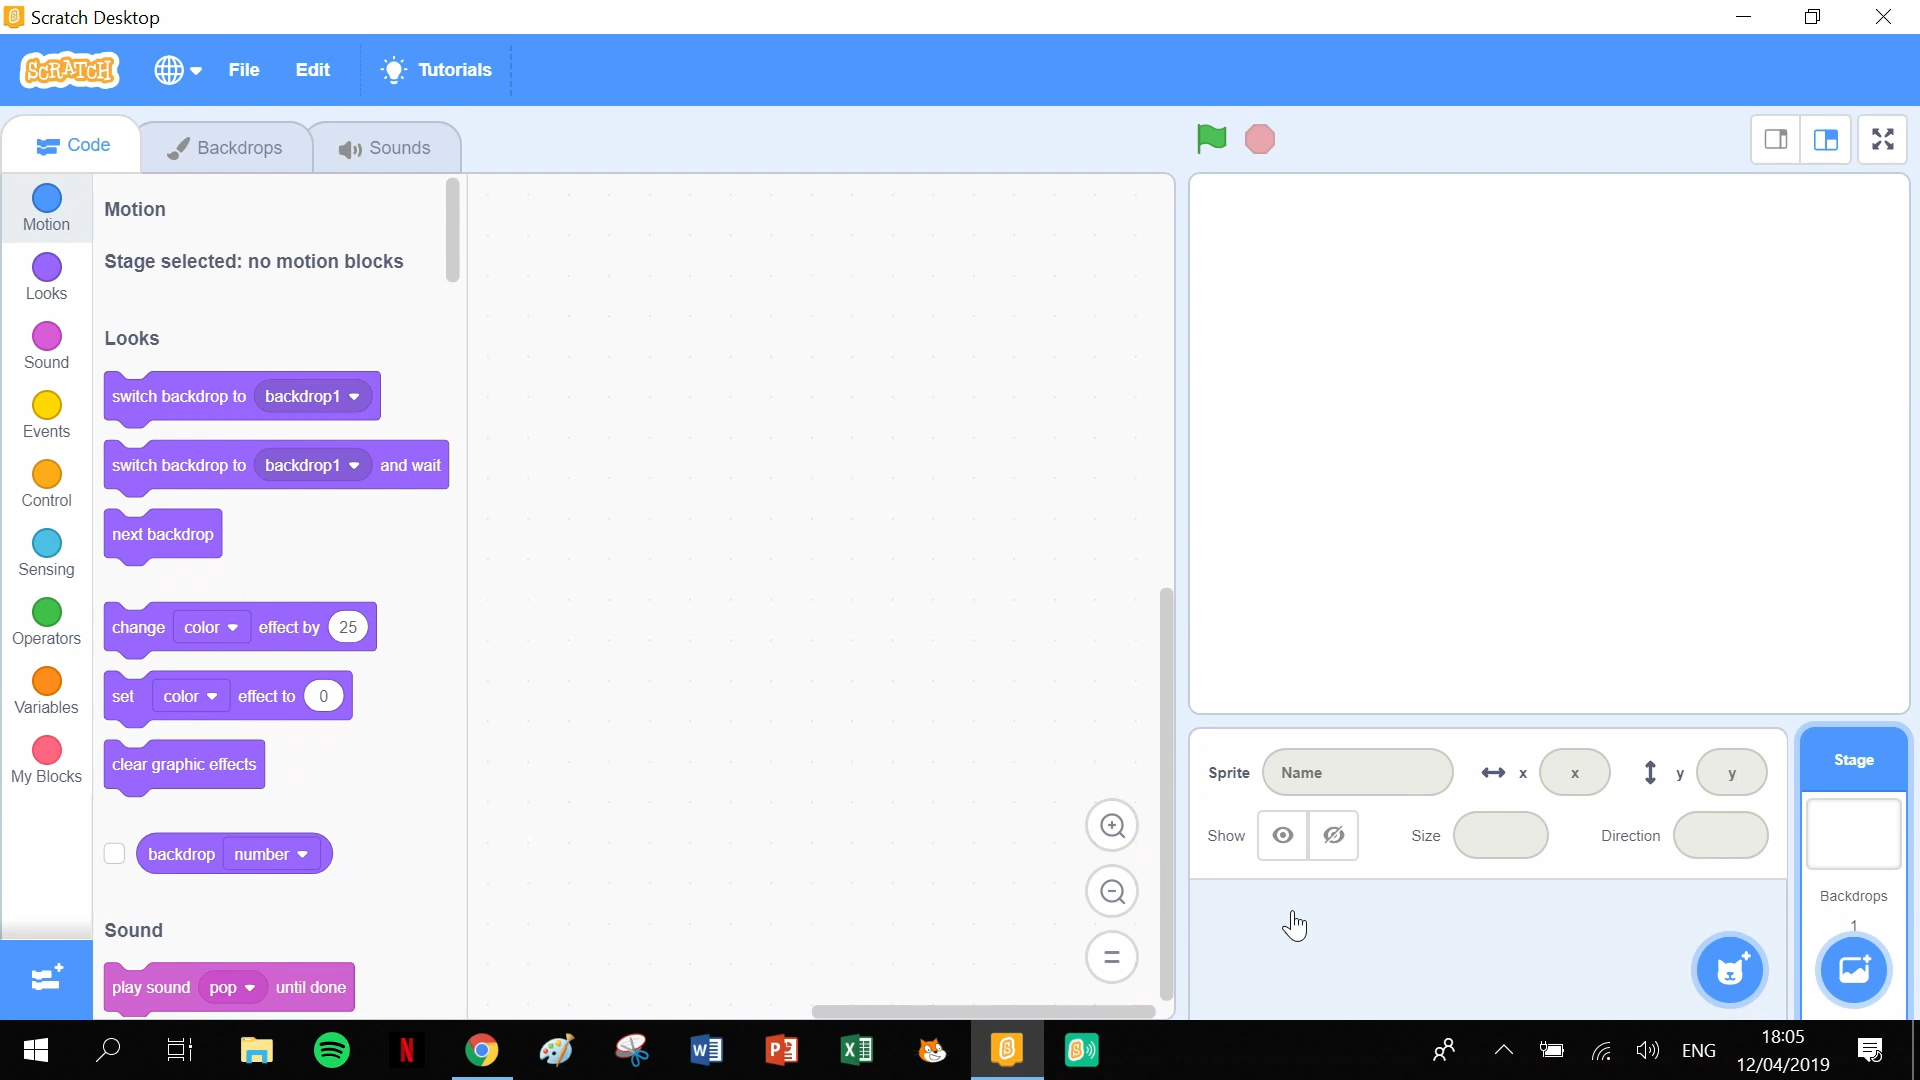 Scratch Desktop
SCRATCH
File
Edit
Tutorials
Code
Backdrops
Sounds
Motion
Looks
Sound
Events
Control
Sensing
Operators
Variables
My Blocks
Motion
Stage selected: no motion blocks
Looks
switch backdrop to backdrop1
switch backdrop to backdrop1 and wait
next backdrop
change color effect by 25
set color effect to 0
clear graphic effects
backdrop number
Sound
play sound pop until done
Sprite Name x x y y
Show Size Direction
Stage
Backdrops
1
ENG
18:05
12/04/2019